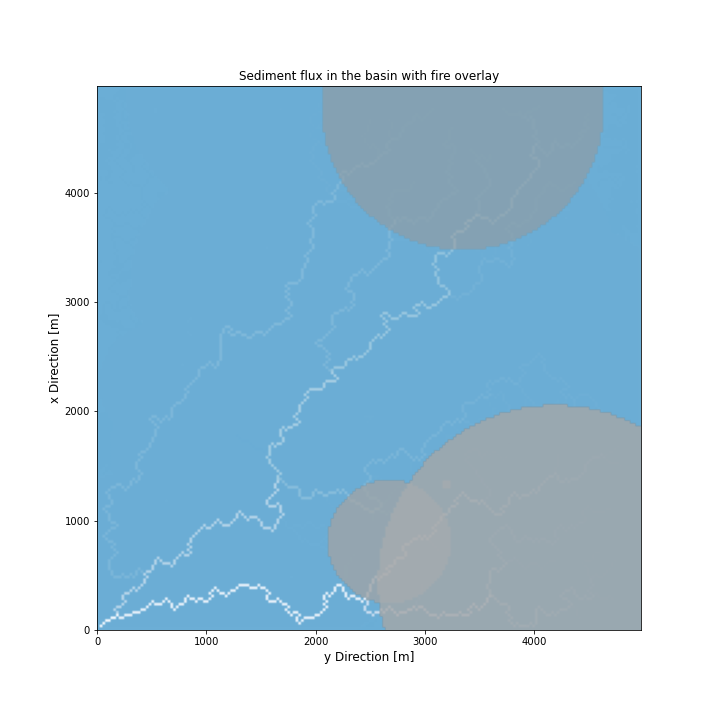 Sediment flux in the basin with fire overlay
4000
3000
2000
1000
0
x Direction [m]
0 1000 2000 3000 4000
y Direction [m]